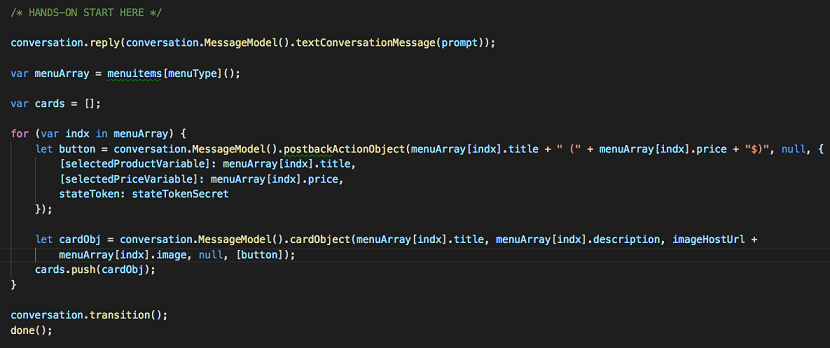 /* HANDS-ON START HERE */
conversation.reply(conversation.MessageModel().textConversationMessage(prompt));
var menuArray = menuitems[menuType]();
var cards = [];
for (var indx in menuArray) {
let button = conversation.MessageModel().postbackActionObject(menuArray[indx].title + " (" + menuArray[indx].price + "$)", null, {
[selectedProductVariable]: menuArray[indx].title,
[selectedPriceVariable]: menuArray[indx].price,
stateToken: stateTokenSecret
});
let cardObj = conversation.MessageModel().cardObject(menuArray[indx].title, menuArray[indx].description, imageHostUrl +
menuArray[indx].image, null, [button]);
cards.push(cardObj);
}
conversation.transition();
done();